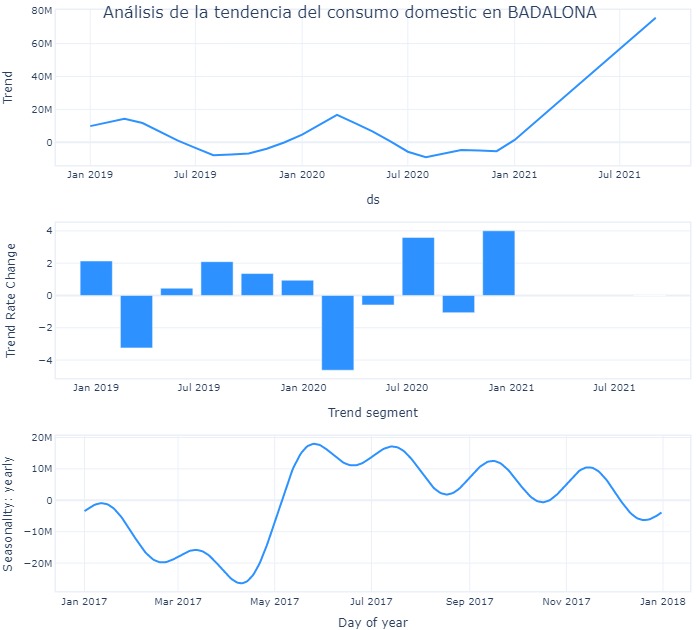 Análisis de la tendencia del consumo domestic en BADALONA
80M
60M
40M
20M
0
Trend
Jan 2019 Jul 2019 Jan 2020 Jul 2020 Jan 2021 Jul 2021
ds
4
2
0
−2
−4
Trend Rate Change
Jan 2019 Jul 2019 Jan 2020 Jul 2020 Jan 2021 Jul 2021
Trend segment
20M
10M
0
−10M
−20M
Seasonality: yearly
Jan 2017 Mar 2017 May 2017 Jul 2017 Sep 2017 Nov 2017 Jan 2018
Day of year